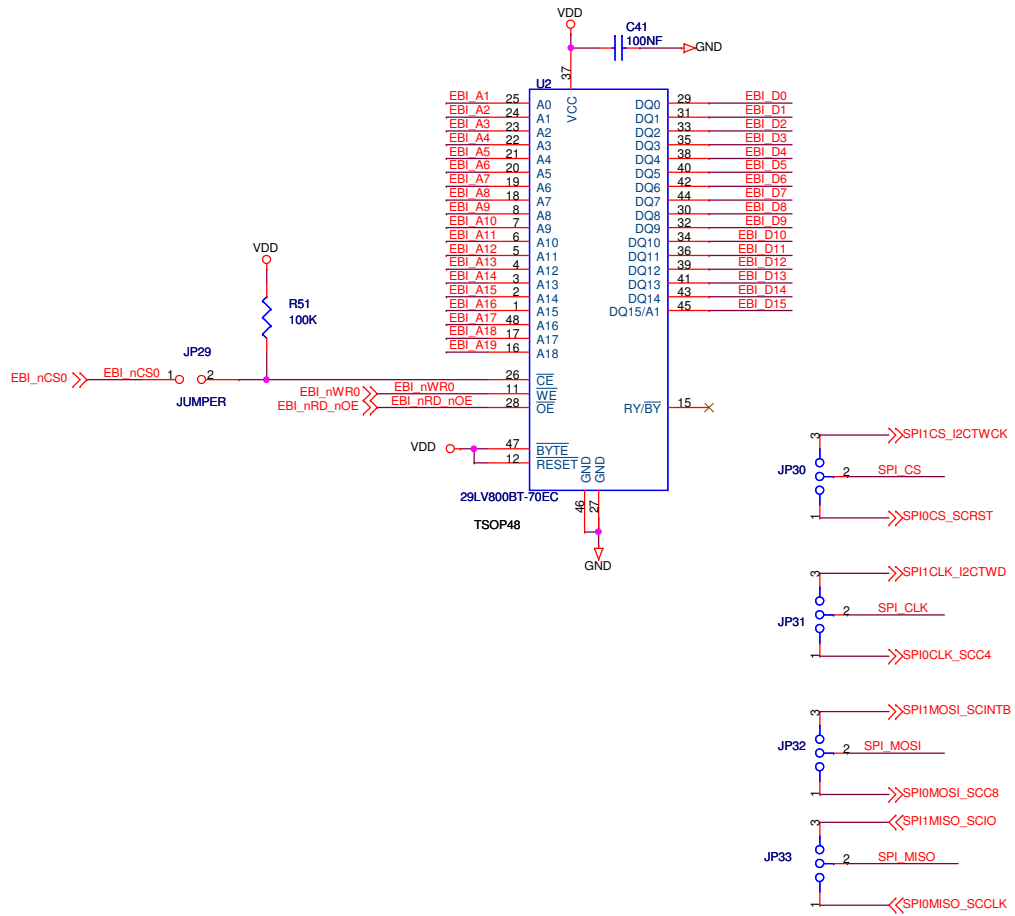 VDD
C41
100NF
GND
37
U2
VCC
EBI_A1 25 A0 DQ0 29 EBI_D0
EBI_A2 24 A1 DQ1 31 EBI_D1
EBI_A3 23 A2 DQ2 33 EBI_D2
EBI_A4 22 A3 DQ3 35 EBI_D3
EBI_A5 21 A4 DQ4 38 EBI_D4
EBI_A6 20 A5 DQ5 40 EBI_D5
EBI_A7 19 A6 DQ6 42 EBI_D6
EBI_A8 18 A7 DQ7 44 EBI_D7
EBI_A9 8 A8 DQ8 30 EBI_D8
EBI_A10 7 A9 DQ9 32 EBI_D9
EBI_A11 6 A10 DQ10 34 EBI_D10
EBI_A12 5 A11 DQ11 36 EBI_D11
EBI_A13 4 A12 DQ12 39 EBI_D12
EBI_A14 3 A13 DQ13 41 EBI_D13
EBI_A15 2 A14 DQ14 43 EBI_D14
EBI_A16 1 A15 DQ15/A1 45 EBI_D15
EBI_A17 48 A16
EBI_A18 17 A17
EBI_A19 16 A18
VDD
R51
100K
JP29
EBI_nCS0 EBI_nCS0 1 2 26 CE
JUMPER
EBI_nWR0 EBI_nWR0 11 WE
EBI_nRD_nOE EBI_nRD_nOE 28 OE RY/BY 15
VDD 47 BYTE
12 RESET
GND GND
29LV800BT-70EC
46 27
TSOP48
GND
3 SPI1CS_I2CTWCK
JP30 2 SPI_CS
1 SPI0CS_SCRST
3 SPI1CLK_I2CTWD
JP31 2 SPI_CLK
1 SPI0CLK_SCC4
3 SPI1MOSI_SCINTB
JP32 2 SPI_MOSI
1 SPI0MOSI_SCC8
3 SPI1MISO_SCIO
JP33 2 SPI_MISO
1 SPI0MISO_SCCLK